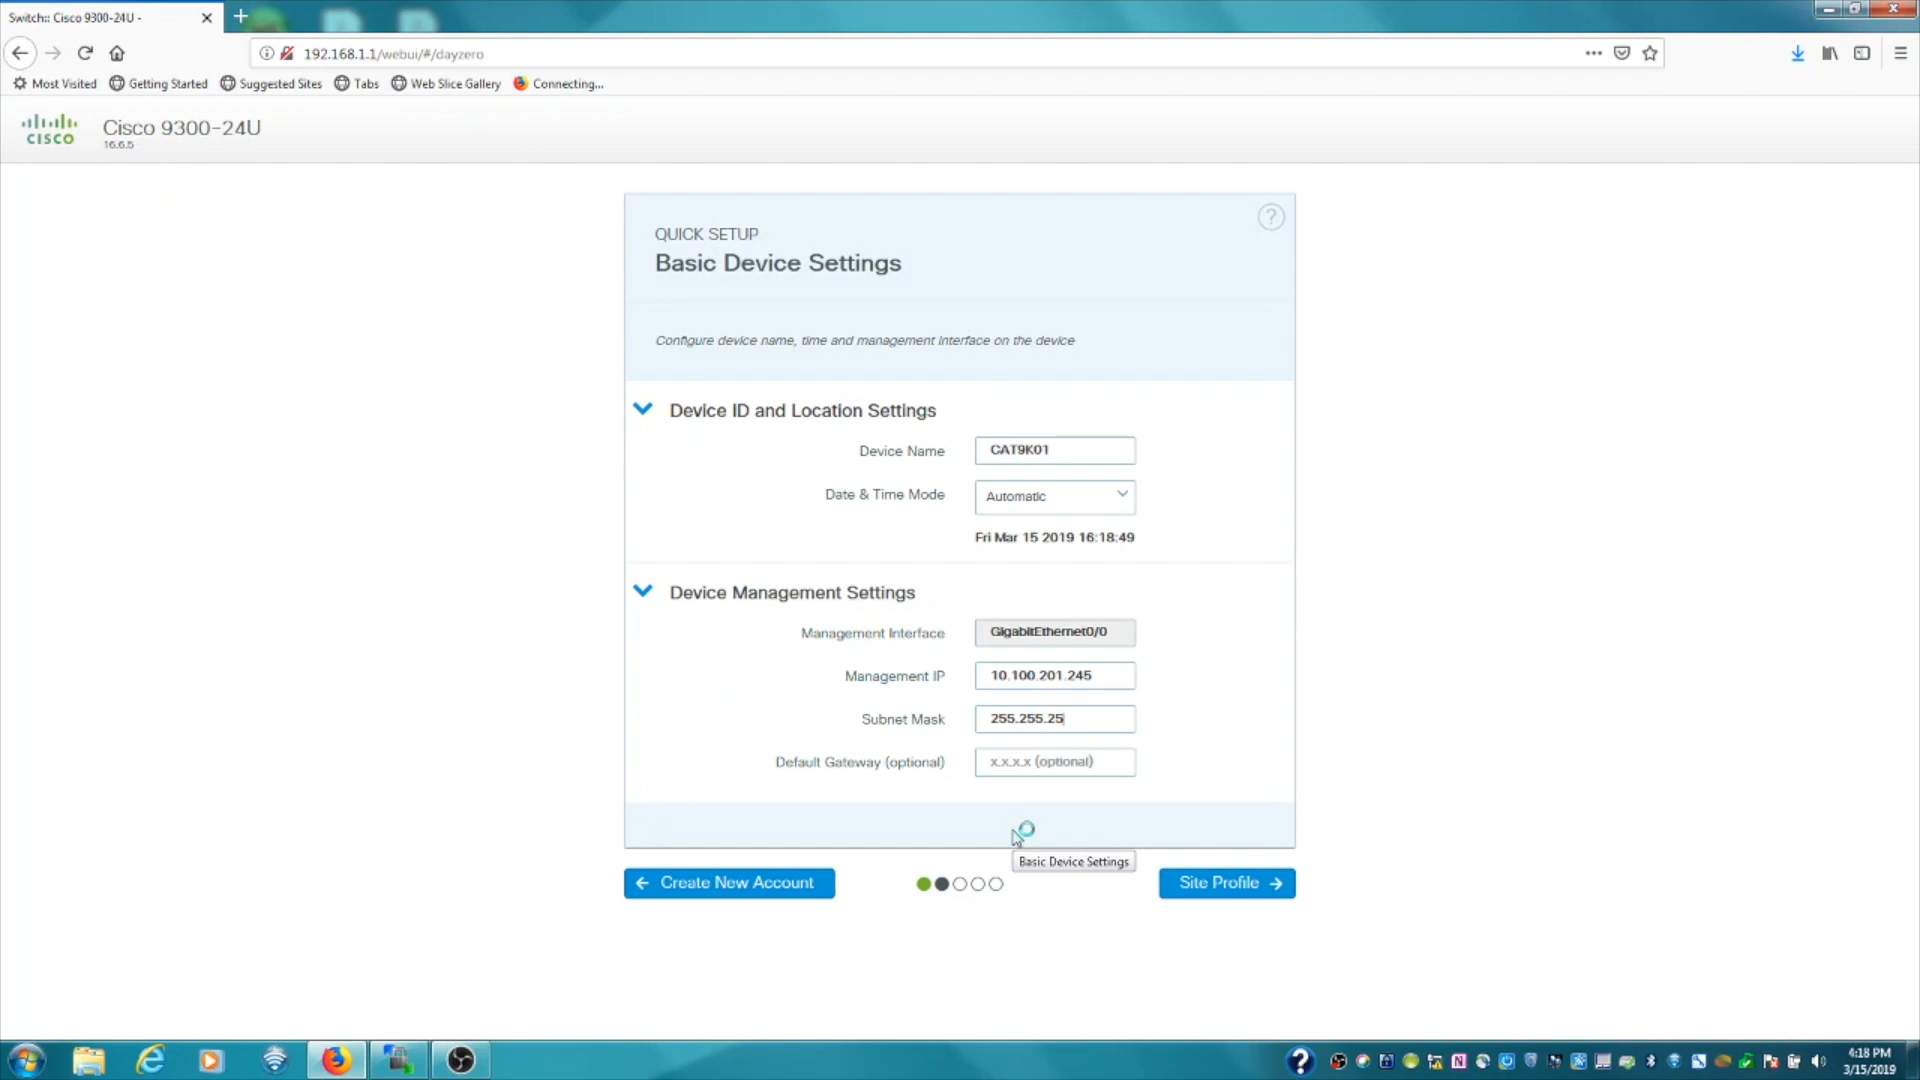 Switch:: Cisco 9300-24U -
192.168.1.1/webui/#/dayzero
Most Visited Getting Started Suggested Sites Tabs Web Slice Gallery Connecting...
CISCO
Cisco 9300-24U
16.6.5
?
QUICK SETUP
Basic Device Settings
Configure device name, time and management interface on the device
Device ID and Location Settings
Device Name CAT9K01
Date & Time Mode Automatic
Fri Mar 15 2019 16:18:49
Device Management Settings
Management Interface GigabitEthernet0/0
Management IP 10.100.201.245
Subnet Mask 255.255.25
Default Gateway (optional) x.x.x.x (optional)
Basic Device Settings
Create New Account
Site Profile
4:18 PM
3/15/2019